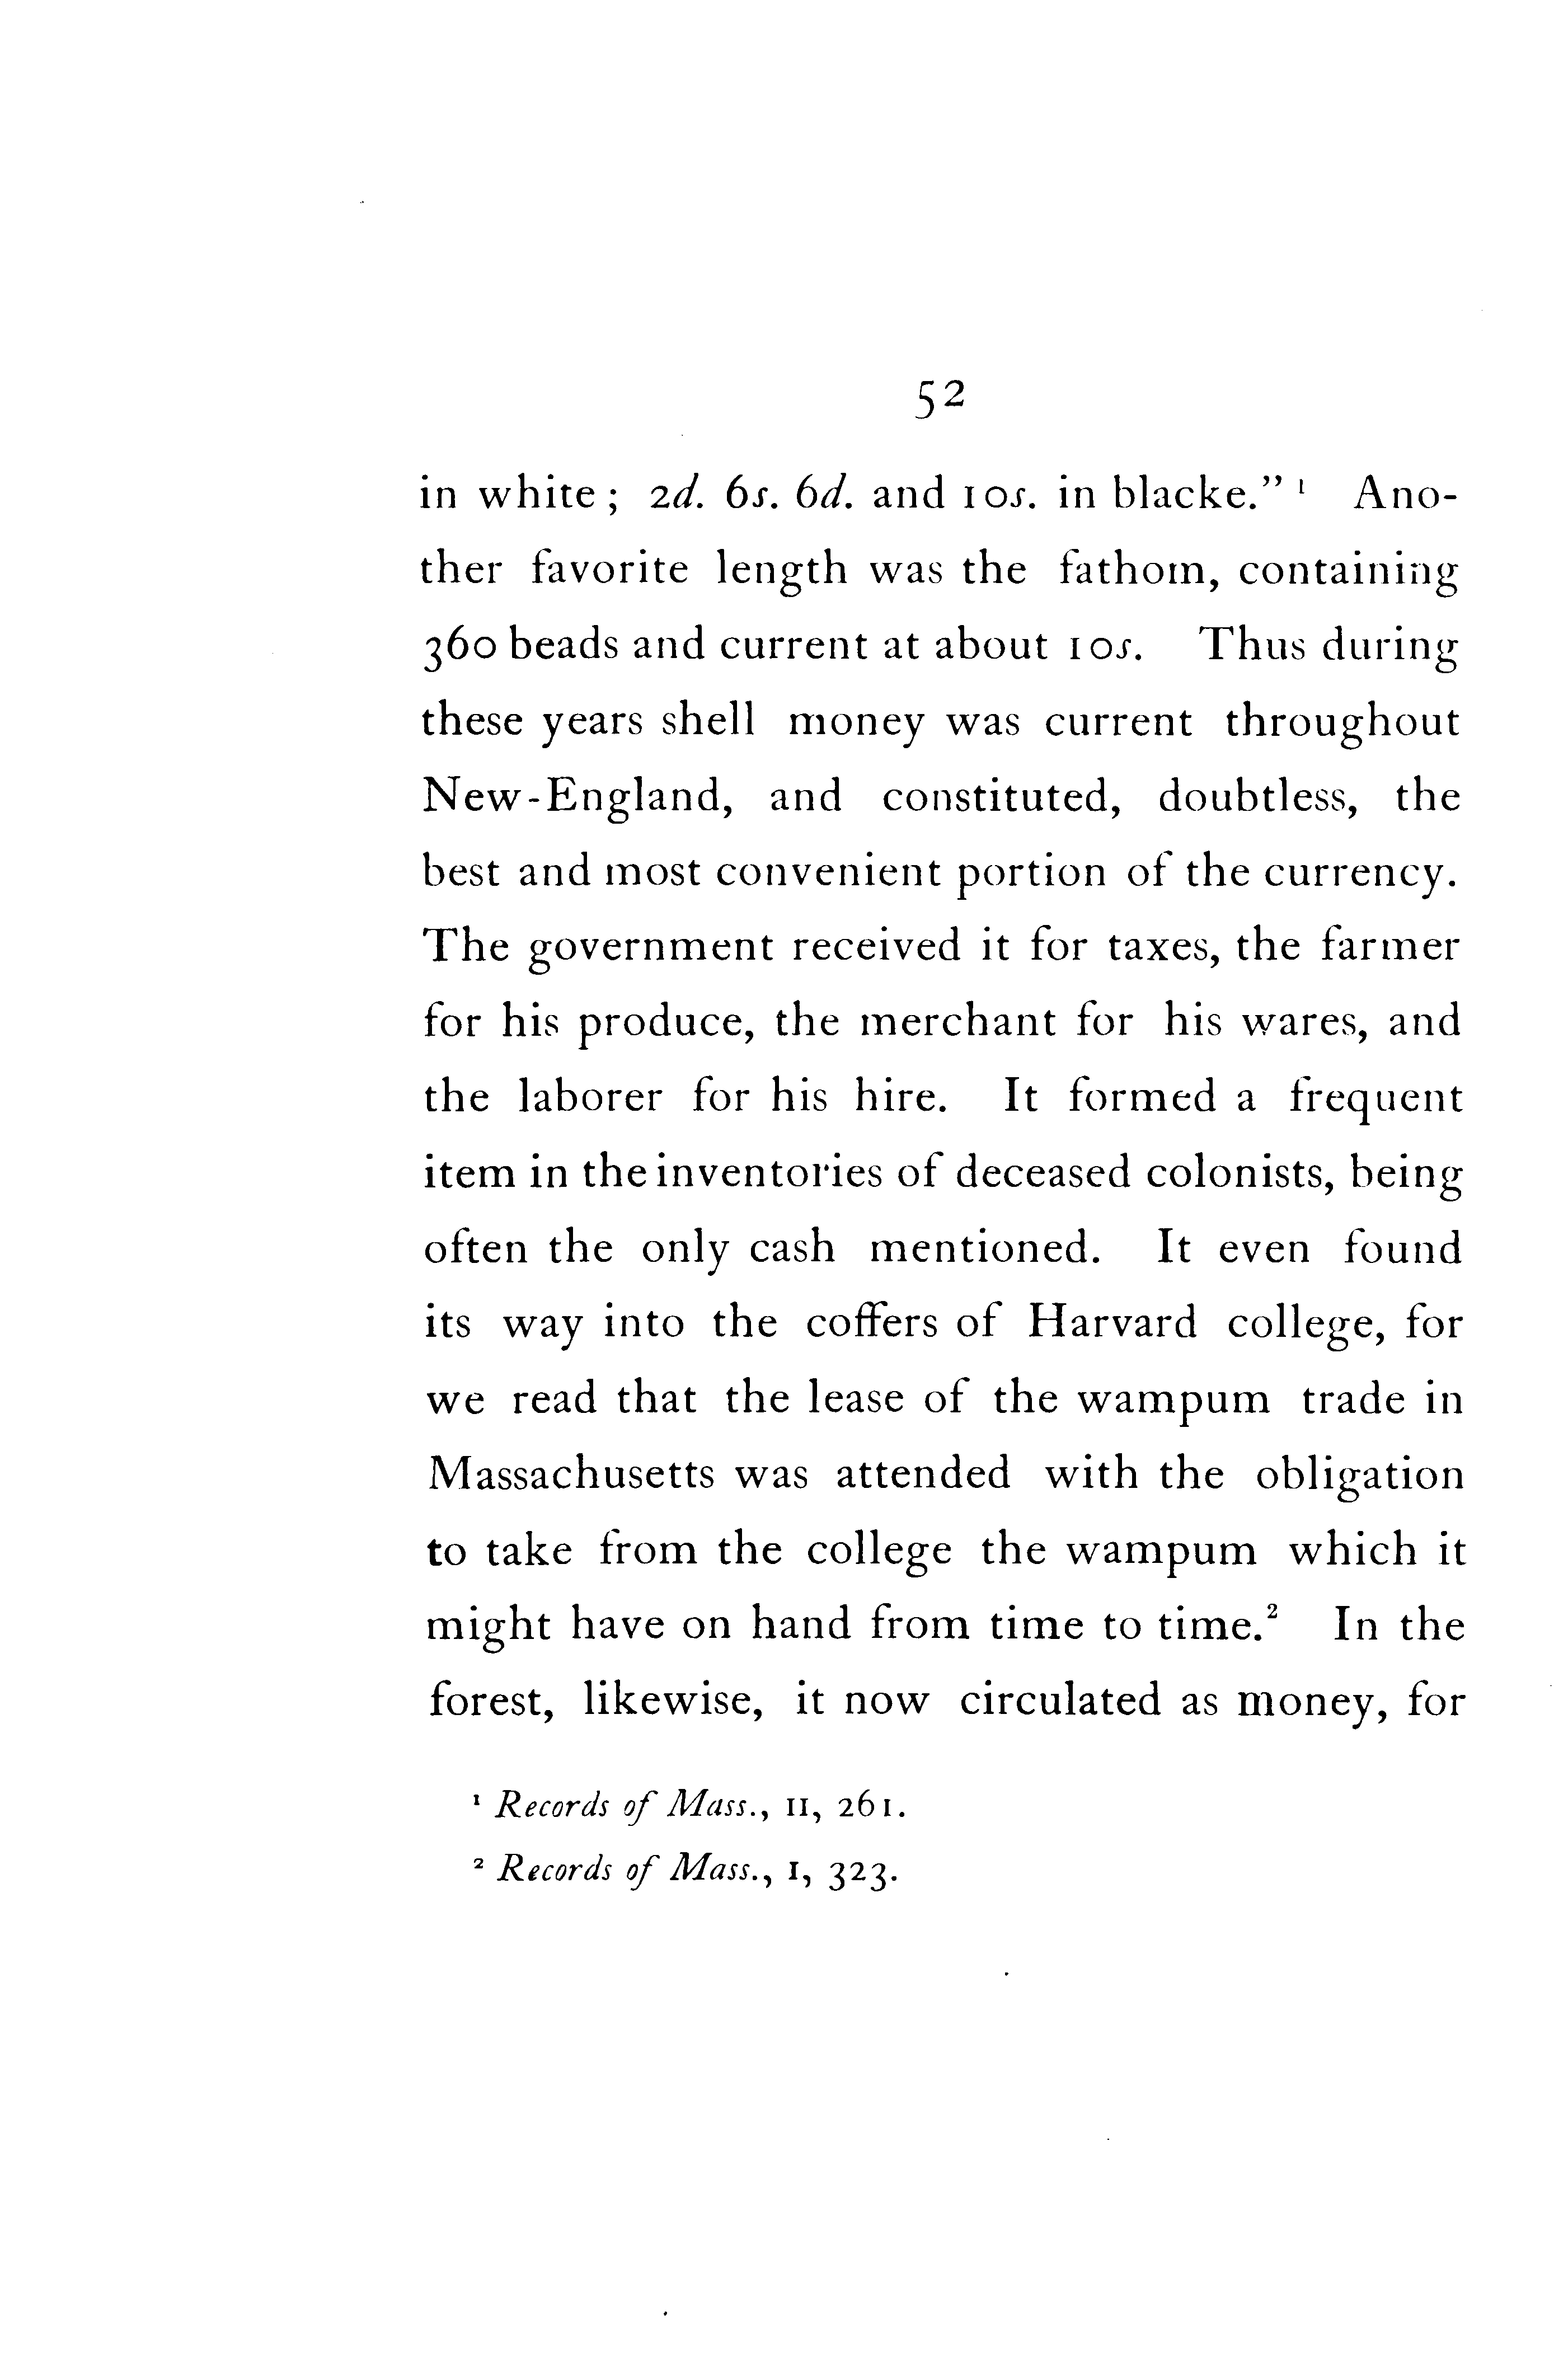 52
in white ; 2d. 6s. 6d. and 10s. in blacke.” ¹ Ano-
ther favorite length was the fathom, containing
360 beads and current at about 10s. Thus during
these years shell money was current throughout
New-England, and constituted, doubtless, the
best and most convenient portion of the currency.
The government received it for taxes, the farmer
for his produce, the merchant for his wares, and
the laborer for his hire. It formed a frequent
item in the inventories of deceased colonists, being
often the only cash mentioned. It even found
its way into the coffers of Harvard college, for
we read that the lease of the wampum trade in
Massachusetts was attended with the obligation
to take from the college the wampum which it
might have on hand from time to time.² In the
forest, likewise, it now circulated as money, for
¹ Records of Mass., II, 261.
² Records of Mass., I, 323.